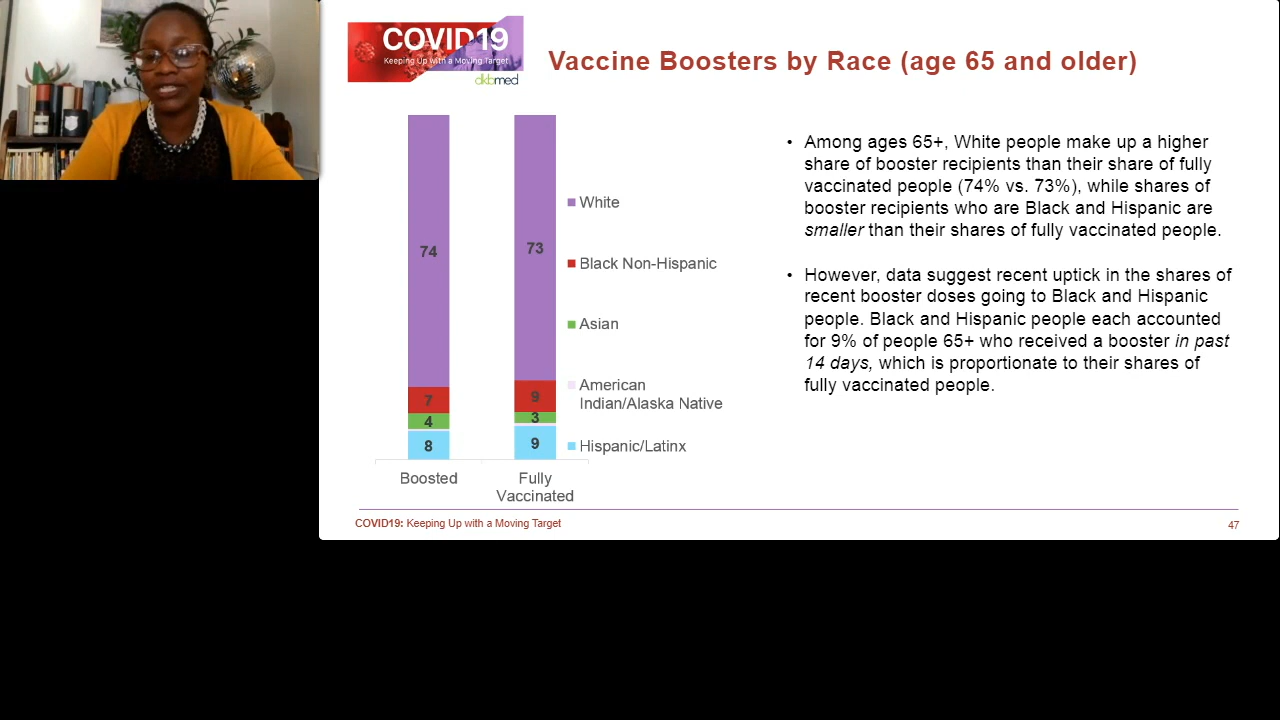 COVID19
Keeping Up with a Moving Target
dkbmed
Vaccine Boosters by Race (age 65 and older)
74
73
7
9
4
3
8
9
Boosted
Fully
Vaccinated
White
Black Non-Hispanic
Asian
American
Indian/Alaska Native
Hispanic/Latinx
• Among ages 65+, White people make up a higher
share of booster recipients than their share of fully
vaccinated people (74% vs. 73%), while shares of
booster recipients who are Black and Hispanic are
smaller than their shares of fully vaccinated people.
• However, data suggest recent uptick in the shares of
recent booster doses going to Black and Hispanic
people. Black and Hispanic people each accounted
for 9% of people 65+ who received a booster in past
14 days, which is proportionate to their shares of
fully vaccinated people.
COVID19: Keeping Up with a Moving Target
47